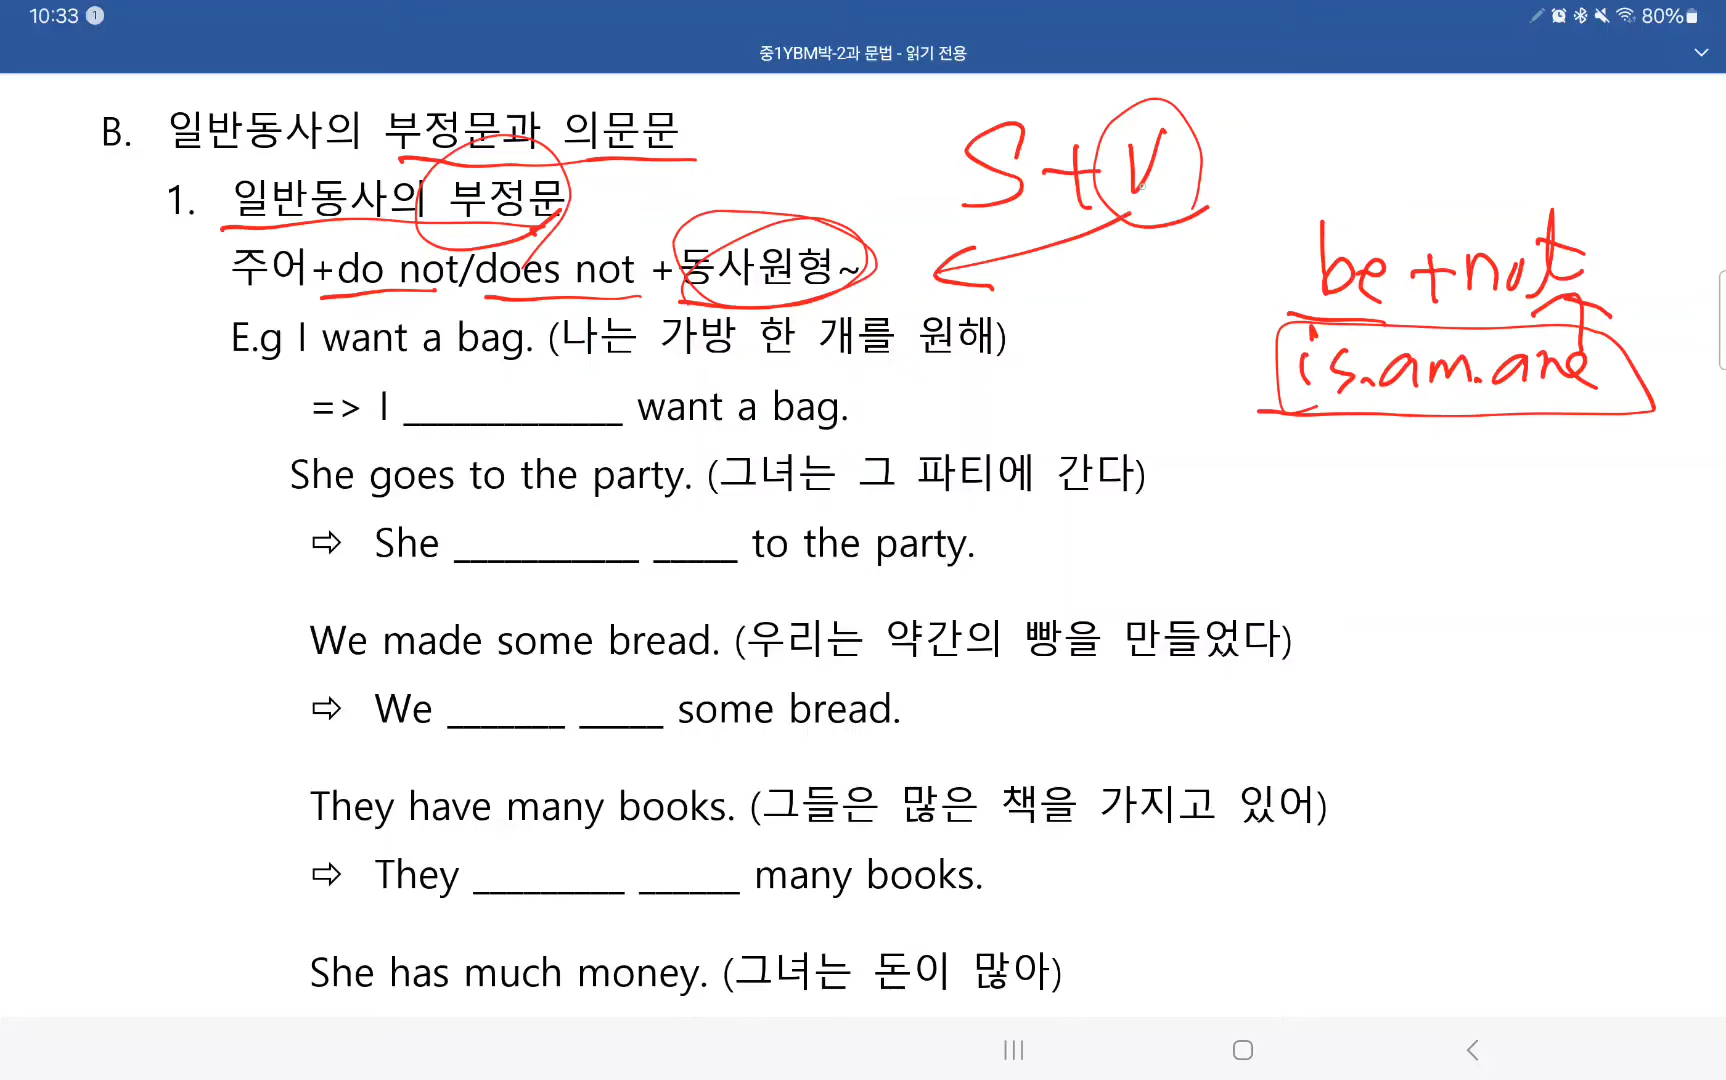 10:33 1 80%
중1YBM박-2과 문법 - 읽기 전용
B. 일반동사의 부정문과 의문문
S+V
1. 일반동사의 부정문
be+not
주어+do not/does not +동사원형~
is.am.are
E.g I want a bag. (나는 가방 한 개를 원해)
=> I _____________ want a bag.
She goes to the party. (그녀는 그 파티에 간다)
⇨ She ___________ _____ to the party.
We made some bread. (우리는 약간의 빵을 만들었다)
⇨ We _______ _____ some bread.
They have many books. (그들은 많은 책을 가지고 있어)
⇨ They _________ ______ many books.
She has much money. (그녀는 돈이 많아)